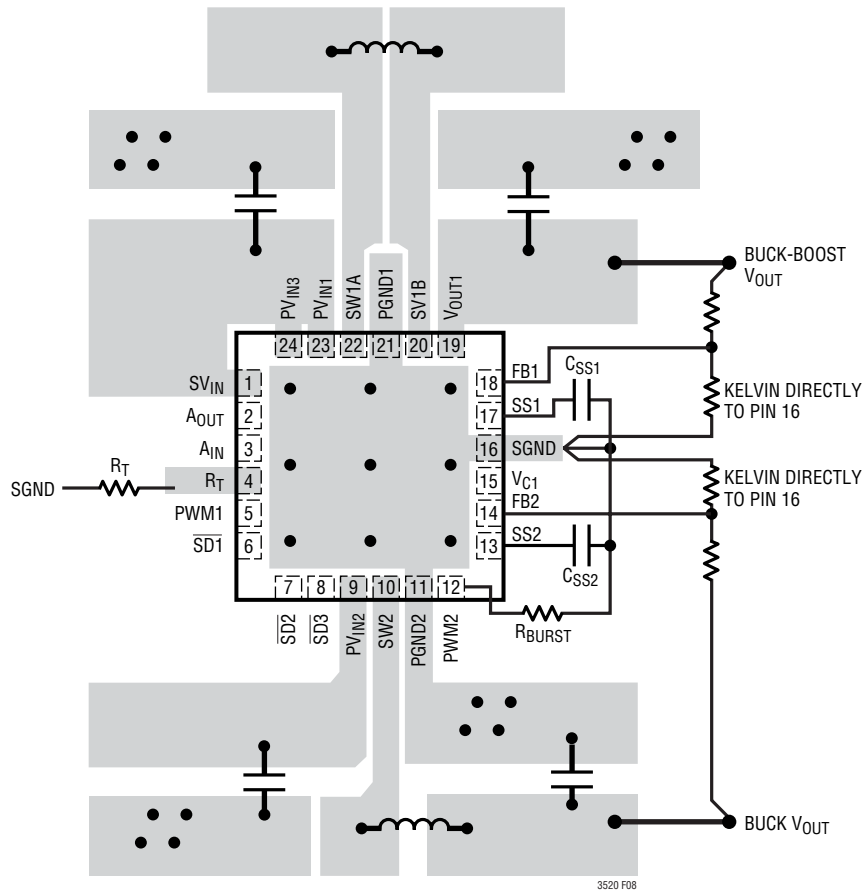 BUCK-BOOST
VOUT
PVIN3
PVIN1
SW1A
PGND1
SV1B
VOUT1
24
23
22
21
20
19
SVIN 1
AOUT 2
AIN 3
RT 4
PWM1 5
SD1 6
SGND
RT
18 FB1
17 SS1
16 SGND
15 VC1
14 FB2
13 SS2
CSS1
CSS2
KELVIN DIRECTLY
TO PIN 16
KELVIN DIRECTLY
TO PIN 16
7
8
9
10
11
12
SD2
SD3
PVIN2
SW2
PGND2
PWM2
RBURST
BUCK VOUT
3520 F08